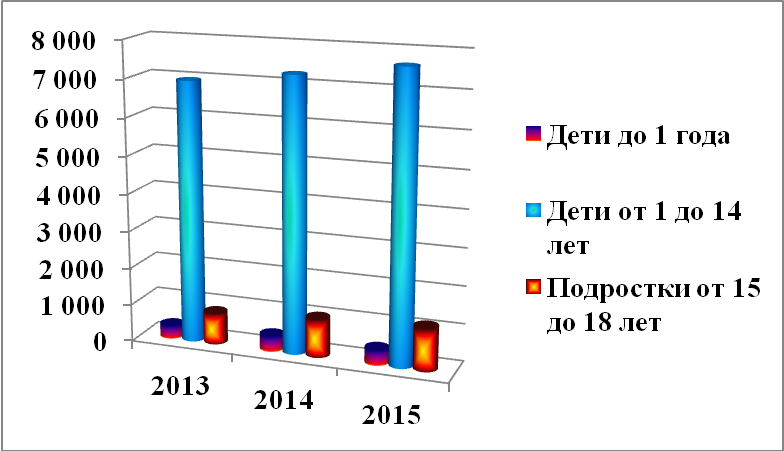 8 000
7 000
6 000
5 000
4 000
3 000
2 000
1 000
0
2013
2014
2015
Дети до 1 года
Дети от 1 до 14
лет
Подростки от 15
до 18 лет